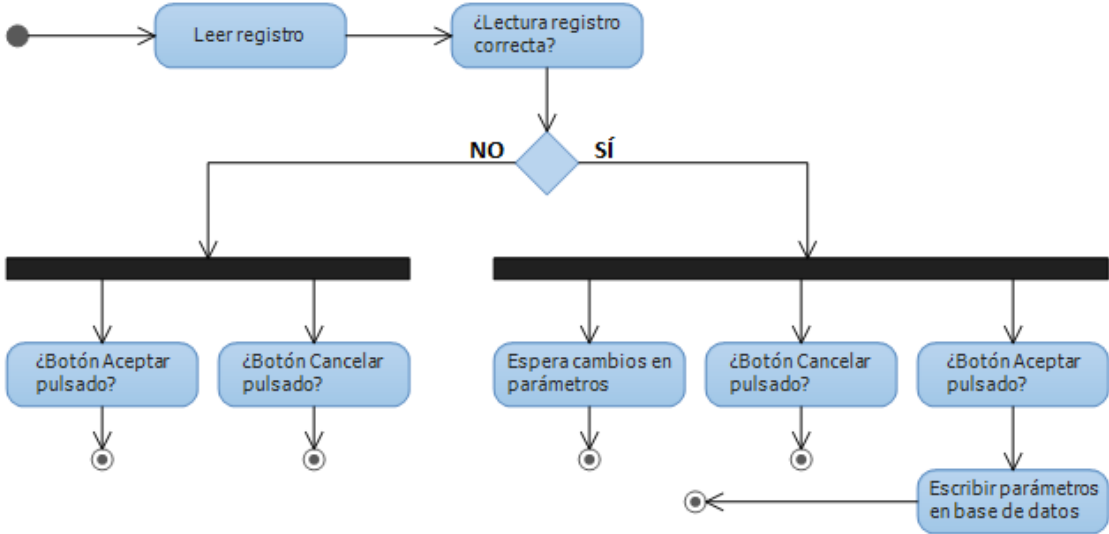 Leer registro
¿Lectura registro
correcta?
NO
SÍ
¿Botón Aceptar
pulsado?
¿Botón Cancelar
pulsado?
Espera cambios en
parámetros
¿Botón Cancelar
pulsado?
¿Botón Aceptar
pulsado?
Escribir parámetros
en base de datos